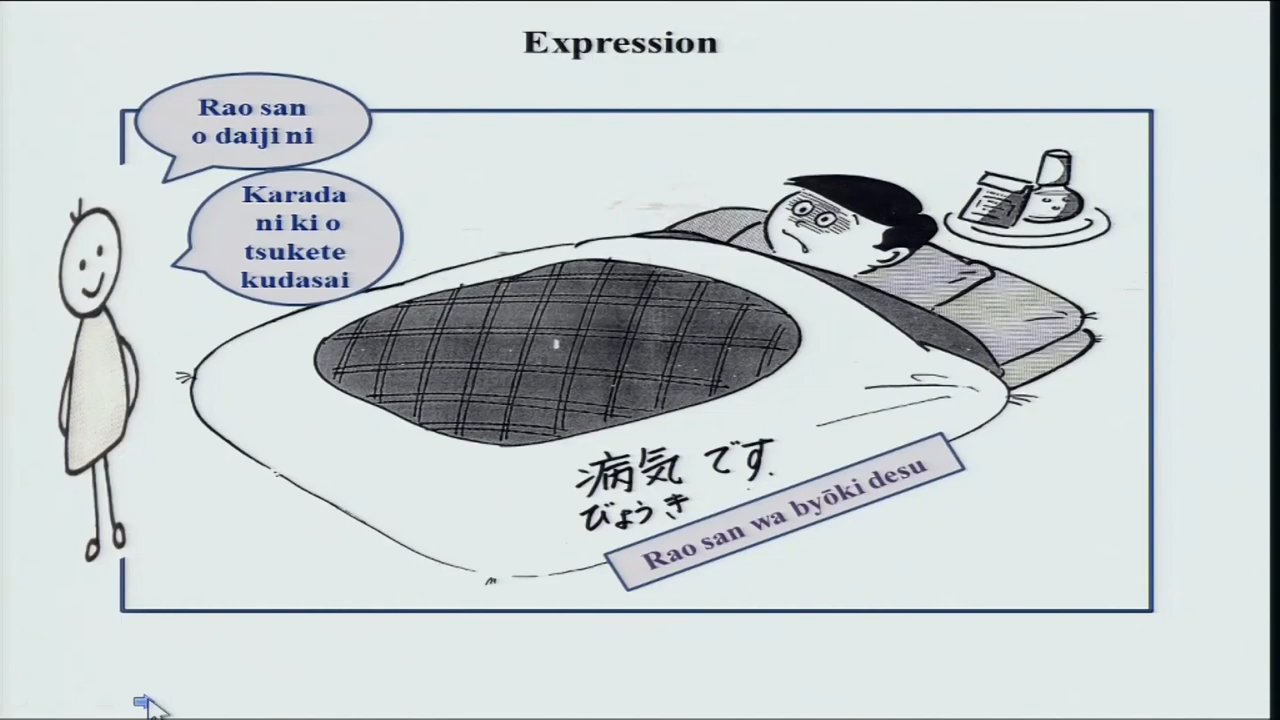 Expression
Rao san
o daiji ni
Karada
ni ki o
tsukete
kudasai
病気 です
びょうき
Rao san wa byōki desu